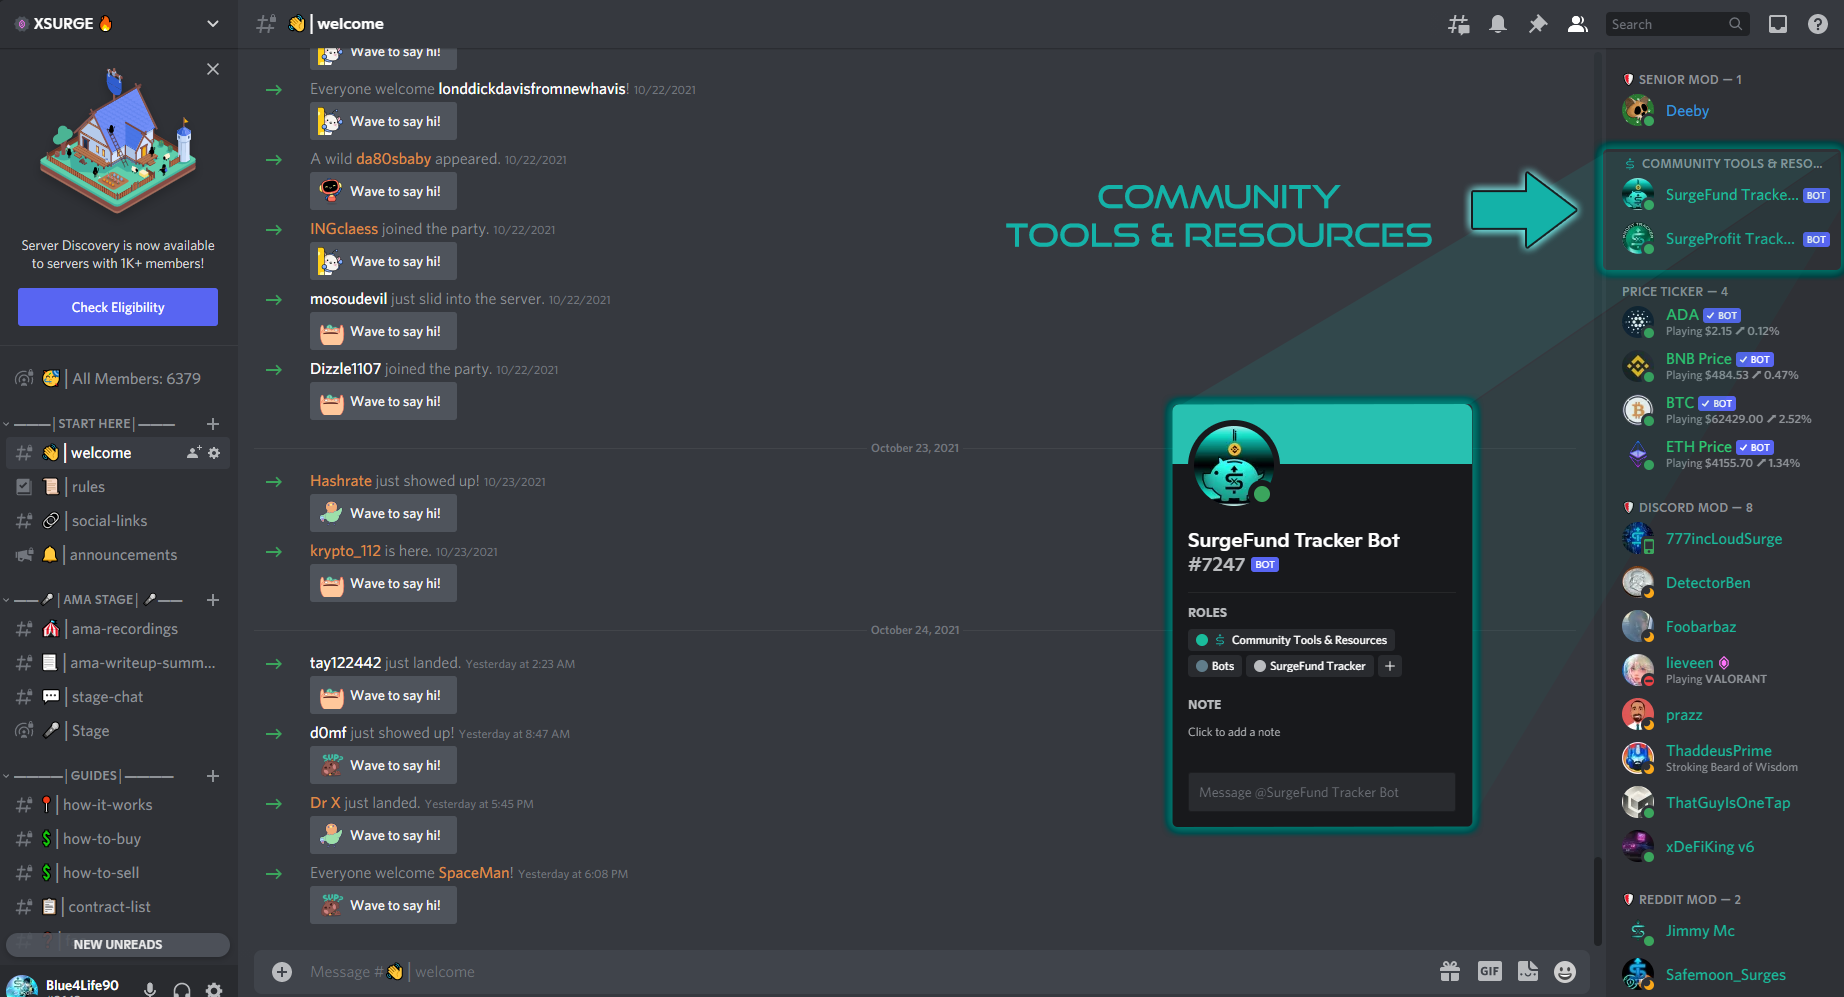 XSURGE 🔥
Server Discovery is now available
to servers with 1K+ members!
Check Eligibility
🥳 | All Members: 6379
———| START HERE |———
👋 | welcome
📜 | rules
🔗 | social-links
🔔 | announcements
——🎤 | AMA STAGE | 🎤——
🎪 | ama-recordings
📃 | ama-writeup-summ...
💬 | stage-chat
🎤 | Stage
————| GUIDES |————
📍 | how-it-works
💲 | how-to-buy
💲 | how-to-sell
📋 | contract-list
NEW UNREADS
Blue4Life90
👋 | welcome
Search
Wave to say hi!
Everyone welcome londdickdavisfromnewhavis! 10/22/2021
Wave to say hi!
A wild da80sbaby appeared. 10/22/2021
Wave to say hi!
INGclaess joined the party. 10/22/2021
Wave to say hi!
mosoudevil just slid into the server. 10/22/2021
Wave to say hi!
Dizzle1107 joined the party. 10/22/2021
Wave to say hi!
October 23, 2021
Hashrate just showed up! 10/23/2021
Wave to say hi!
krypto_112 is here. 10/23/2021
Wave to say hi!
October 24, 2021
tay122442 just landed. Yesterday at 2:23 AM
Wave to say hi!
d0mf just showed up! Yesterday at 8:47 AM
SUP?
Wave to say hi!
Dr X just landed. Yesterday at 5:45 PM
Wave to say hi!
Everyone welcome SpaceMan! Yesterday at 6:08 PM
SUP?
Wave to say hi!
Message #👋 | welcome
GIF
COMMUNITY
TOOLS & RESOURCES
SurgeFund Tracker Bot
#7247 BOT
ROLES
Community Tools & Resources
Bots
SurgeFund Tracker
+
NOTE
Click to add a note
Message @SurgeFund Tracker Bot
SENIOR MOD — 1
Deeby
COMMUNITY TOOLS & RESO...
SurgeFund Tracke... BOT
SurgeProfit Track... BOT
PRICE TICKER — 4
ADA ✓ BOT
Playing $2.15 ↗ 0.12%
BNB Price ✓ BOT
Playing $484.53 ↗ 0.47%
BTC ✓ BOT
Playing $62429.00 ↗ 2.52%
ETH Price ✓ BOT
Playing $4155.70 ↗ 1.34%
DISCORD MOD — 8
777incLoudSurge
DetectorBen
Foobarbaz
lieveen
Playing VALORANT
prazz
ThaddeusPrime
Stroking Beard of Wisdom
ThatGuyIsOneTap
xDeFiKing v6
REDDIT MOD — 2
Jimmy Mc
Safemoon_Surges